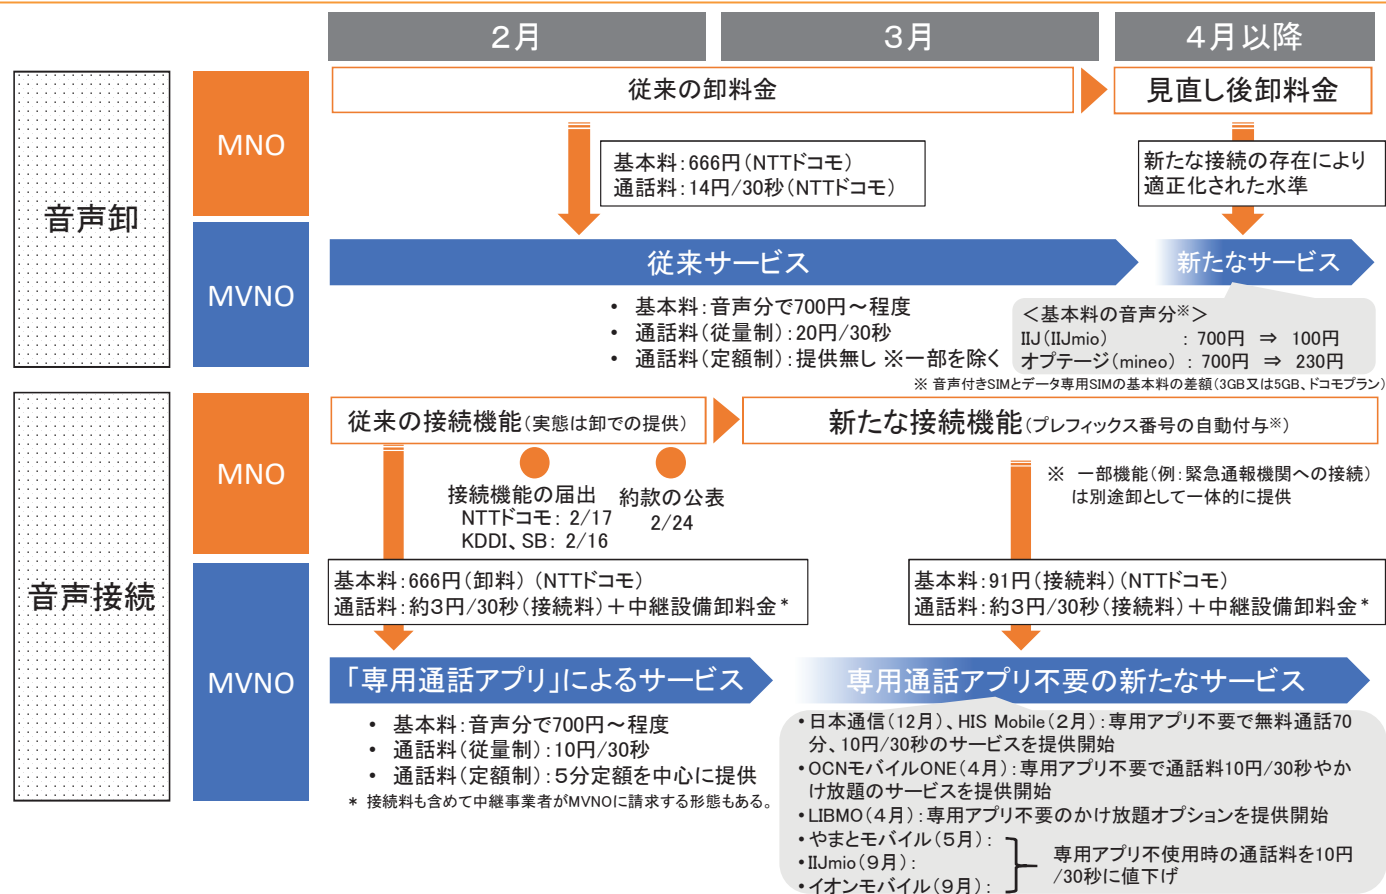 2月
3月
4月以降
音声卸
MNO
従来の卸料金
見直し後卸料金
基本料：666円（NTTドコモ）
通話料：14円/30秒（NTTドコモ）
新たな接続の存在により
適正化された水準
MVNO
従来サービス
新たなサービス
• 基本料：音声分で700円～程度
• 通話料（従量制）：20円/30秒
• 通話料（定額制）：提供無し ※一部を除く
＜基本料の音声分※＞
IIJ（IIJmio） ：700円 ⇒ 100円
オプテージ（mineo）：700円 ⇒ 230円
※ 音声付きSIMとデータ専用SIMの基本料の差額（3GB又は5GB、ドコモプラン）
音声接続
MNO
従来の接続機能（実態は卸での提供）
新たな接続機能（プレフィックス番号の自動付与※）
接続機能の届出
NTTドコモ： 2/17
KDDI、SB： 2/16
約款の公表
2/24
※ 一部機能（例：緊急通報機関への接続）
は別途卸として一体的に提供
基本料：666円（卸料）（NTTドコモ）
通話料：約3円/30秒（接続料）＋中継設備卸料金*
基本料：91円（接続料）（NTTドコモ）
通話料：約3円/30秒（接続料）＋中継設備卸料金*
MVNO
「専用通話アプリ」によるサービス
専用通話アプリ不要の新たなサービス
• 基本料：音声分で700円～程度
• 通話料（従量制）：10円/30秒
• 通話料（定額制）：5分定額を中心に提供
* 接続料も含めて中継事業者がMVNOに請求する形態もある。
•日本通信（12月）、HIS Mobile（2月）：専用アプリ不要で無料通話70
分、10円/30秒のサービスを提供開始
•OCNモバイルONE（4月）：専用アプリ不要で通話料10円/30秒やか
け放題のサービスを提供開始
•LIBMO（4月）：専用アプリ不要のかけ放題オプションを提供開始
•やまとモバイル（5月）：
•IIJmio（9月）：
•イオンモバイル（9月）：
専用アプリ不使用時の通話料を10円
/30秒に値下げ